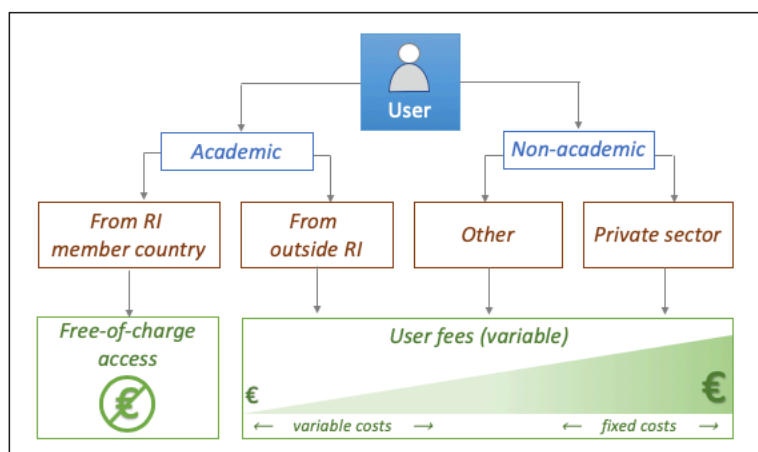 User
Academic
Non-academic
From RI
member country
From
outside RI
Other
Private sector
Free-of-charge
access
€
User fees (variable)
€
€
← variable costs →
← fixed costs →